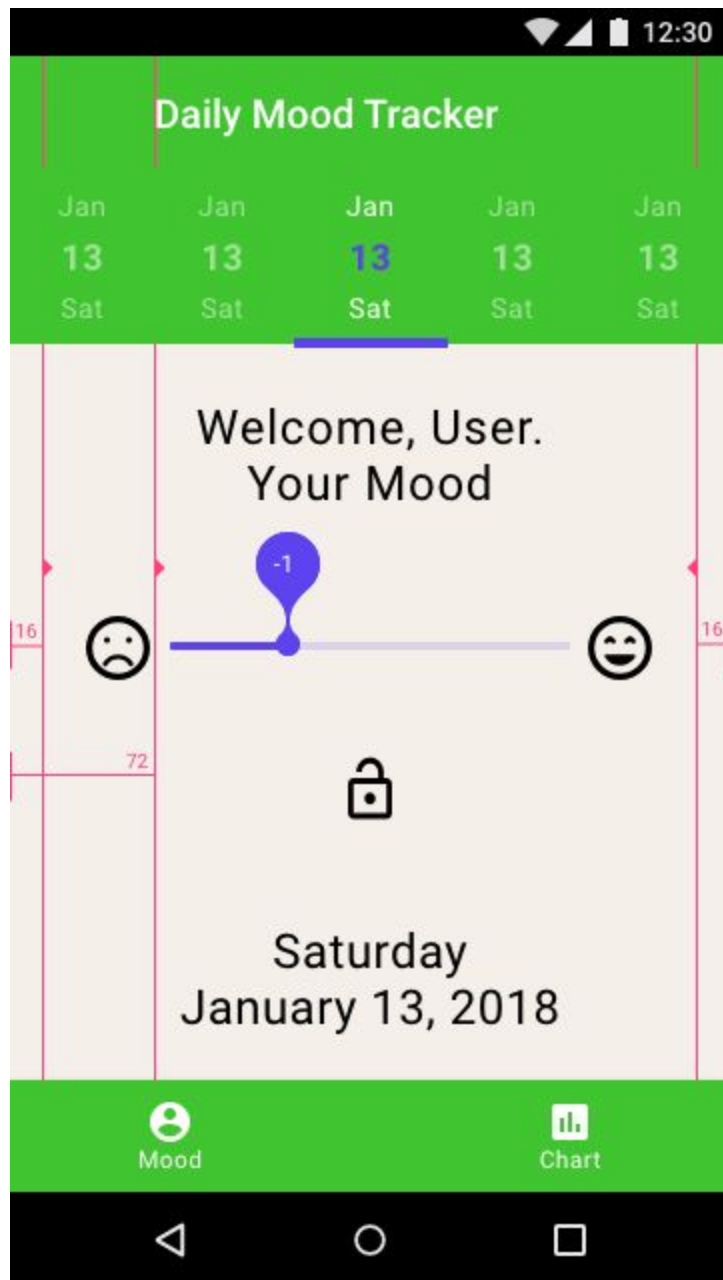 12:30
Daily Mood Tracker
Jan Jan Jan Jan Jan
13 13 13 13 13
Sat Sat Sat Sat Sat
Welcome, User.
Your Mood
-1
16 16
72
Saturday
January 13, 2018
Mood Chart